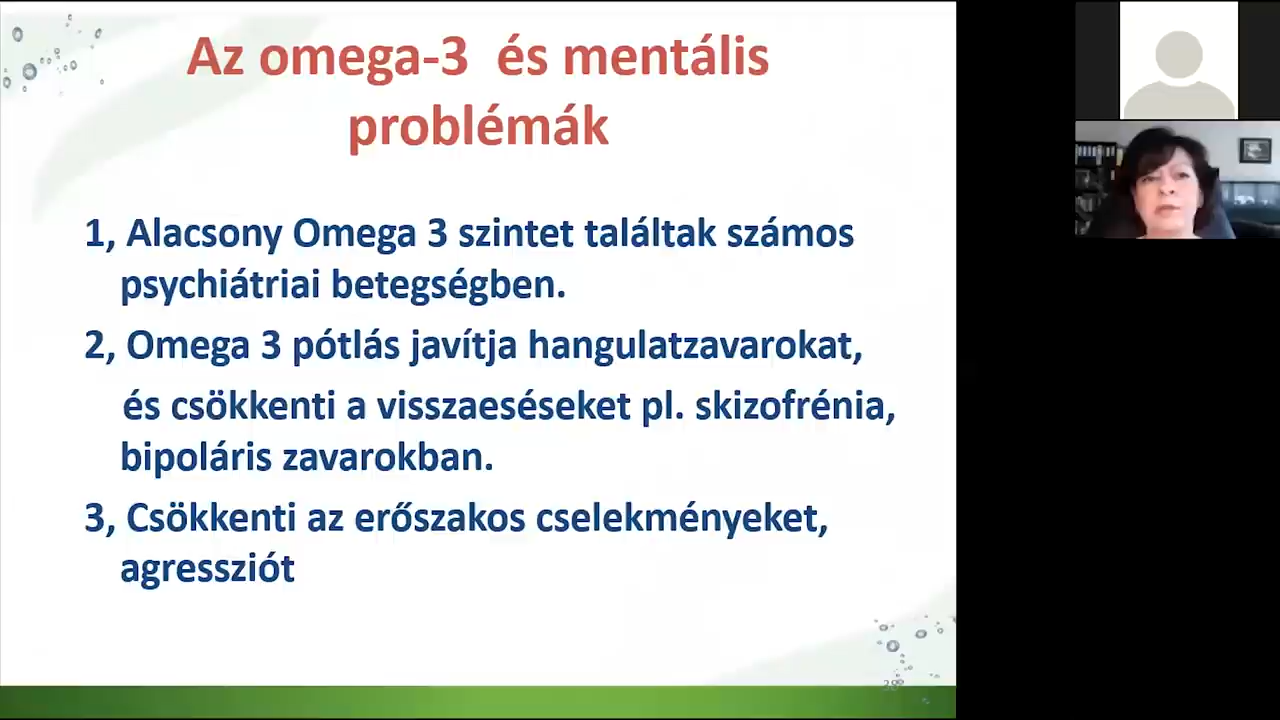 Az omega-3 és mentális
problémák
1, Alacsony Omega 3 szintet találtak számos
psychiátriai betegségben.
2, Omega 3 pótlás javítja hangulatzavarokat,
és csökkenti a visszaeséseket pl. skizofrénia,
bipoláris zavarokban.
3, Csökkenti az erőszakos cselekményeket,
agressziót